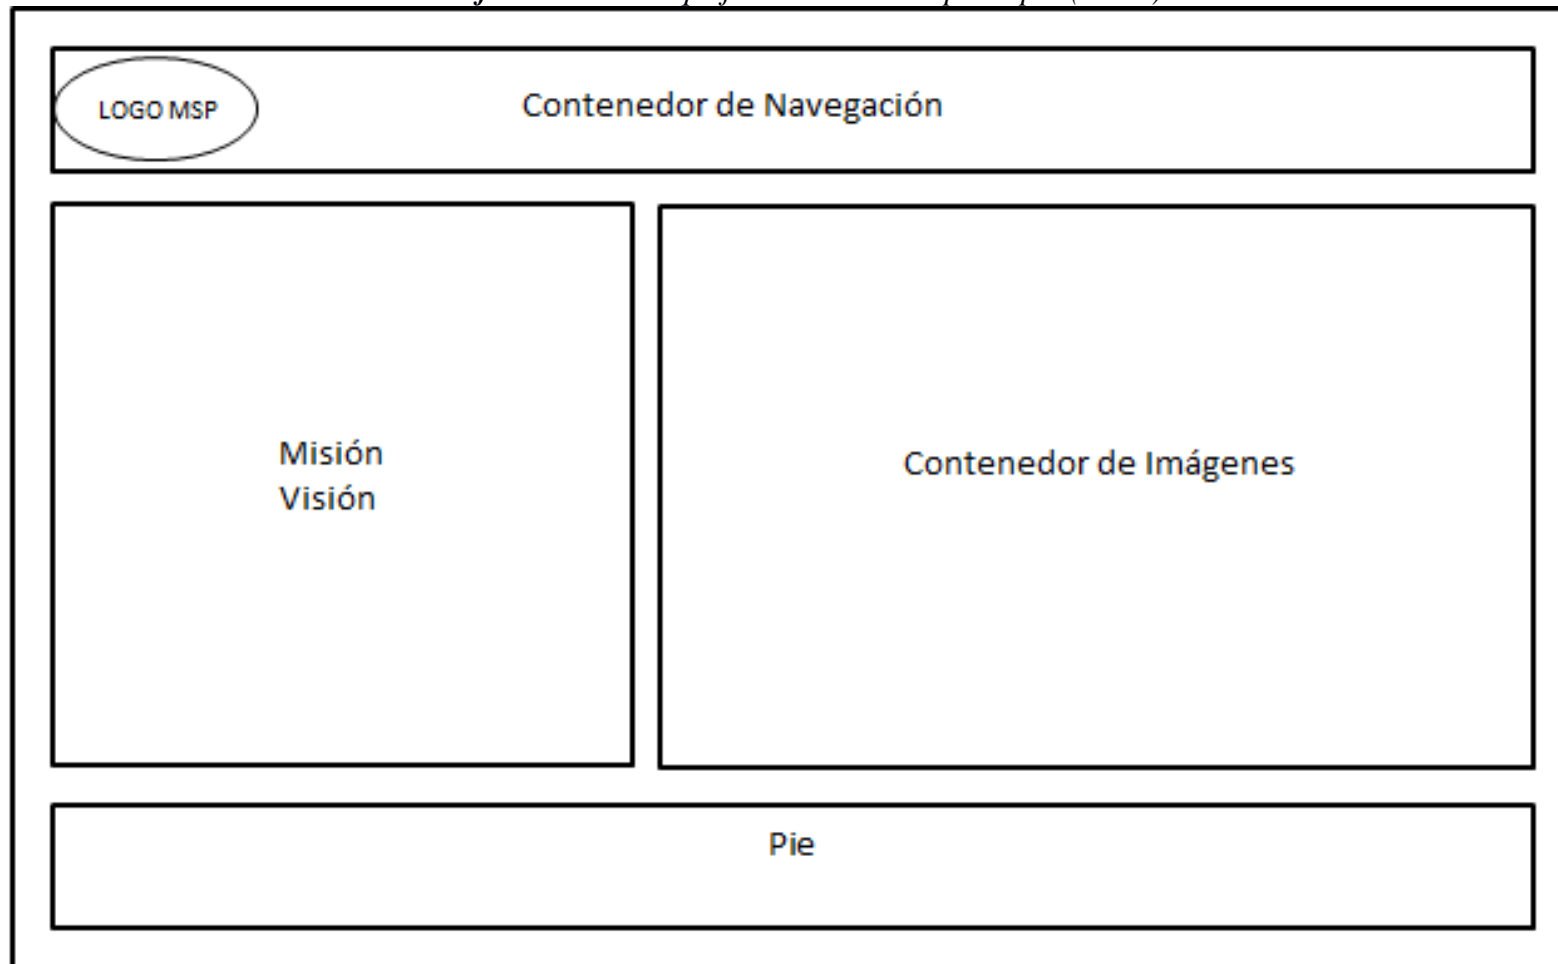 LOGO MSP
Contenedor de Navegación
Misión
Visión
Contenedor de Imágenes
Pie